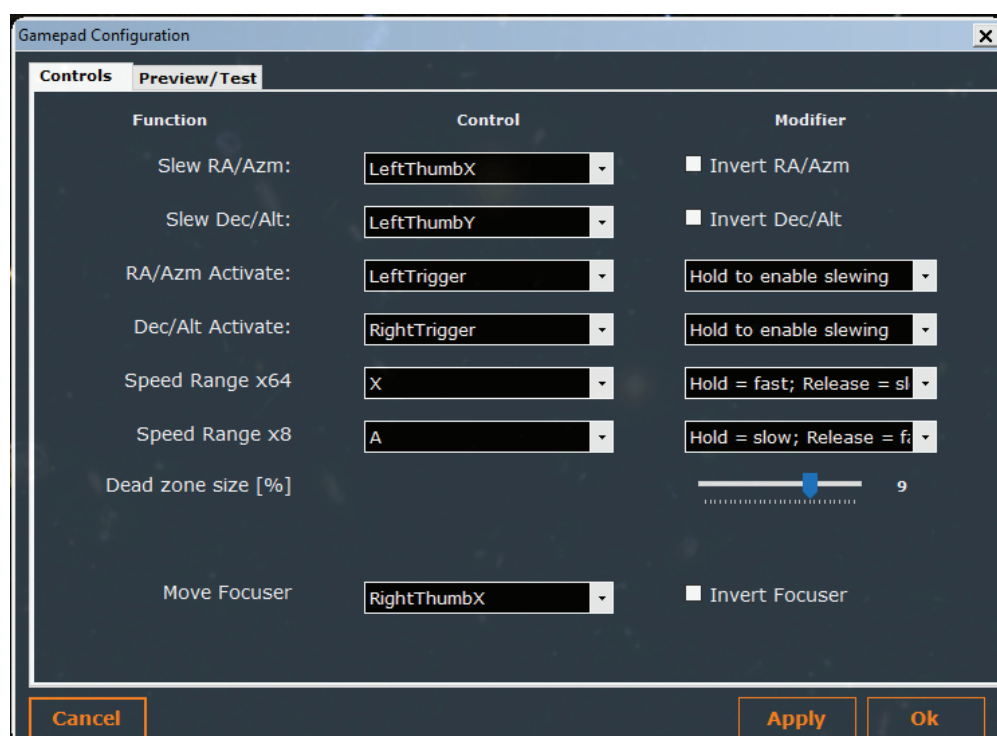 Gamepad Configuration
Controls Preview/Test
Function Control Modifier
Slew RA/Azm: LeftThumbX Invert RA/Azm
Slew Dec/Alt: LeftThumbY Invert Dec/Alt
RA/Azm Activate: LeftTrigger Hold to enable slewing
Dec/Alt Activate: RightTrigger Hold to enable slewing
Speed Range x64 X Hold = fast; Release = sl
Speed Range x8 A Hold = slow; Release = fa
Dead zone size [%] 9
Move Focuser RightThumbX Invert Focuser
Cancel Apply Ok